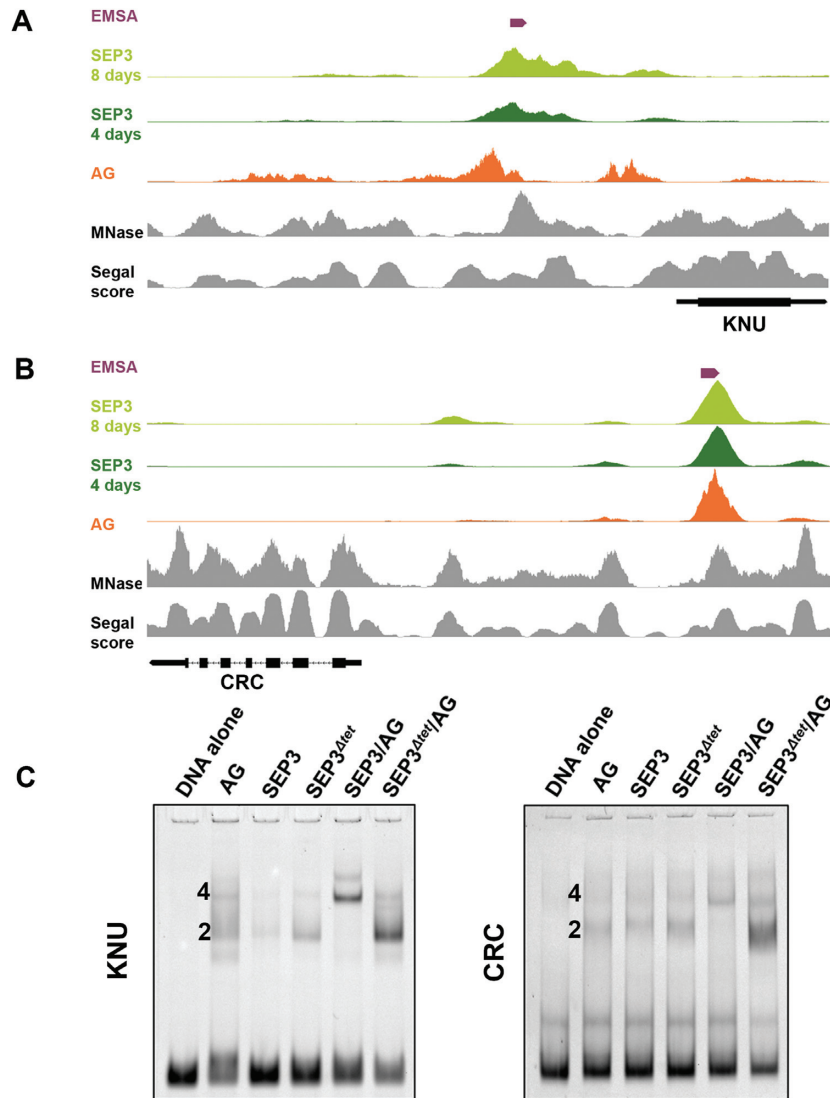 A
EMSA
SEP3
8 days
SEP3
4 days
AG
MNase
Segal
score
KNU
B
EMSA
SEP3
8 days
SEP3
4 days
AG
MNase
Segal
score
CRC
C
DNA alone
AG
SEP3
SEP3Δtet
SEP3/AG
SEP3Δtet/AG
KNU
4
2
DNA alone
AG
SEP3
SEP3Δtet
SEP3/AG
SEP3Δtet/AG
CRC
4
2